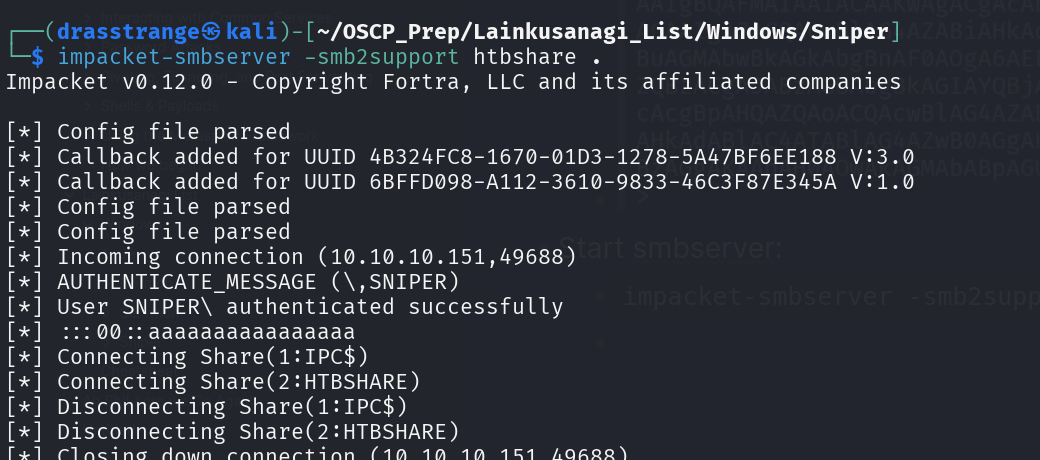 ┌──(drasstrange㉿kali)-[~/OSCP_Prep/Lainkusanagi_List/Windows/Sniper]
└─$ impacket-smbserver -smb2support htbshare .
Impacket v0.12.0 - Copyright Fortra, LLC and its affiliated companies
Shells & Payloads
[*] Config file parsed
[*] Callback added for UUID 4B324FC8-1670-01D3-1278-5A47BF6EE188 V:3.0
[*] Callback added for UUID 6BFFD098-A112-3610-9833-46C3F87E345A V:1.0
[*] Config file parsed
[*] Config file parsed
Start smbserver:
[*] Incoming connection (10.10.10.151,49688)
[*] AUTHENTICATE_MESSAGE (\,SNIPER)
[*] User SNIPER\ authenticated successfully
impacket-smbserver -smb2supp
[*] :::00::aaaaaaaaaaaaaaaa
[*] Connecting Share(1:IPC$)
[*] Connecting Share(2:HTBSHARE)
[*] Disconnecting Share(1:IPC$)
[*] Disconnecting Share(2:HTBSHARE)
[*] Closing down connection (10.10.10.151,49688)